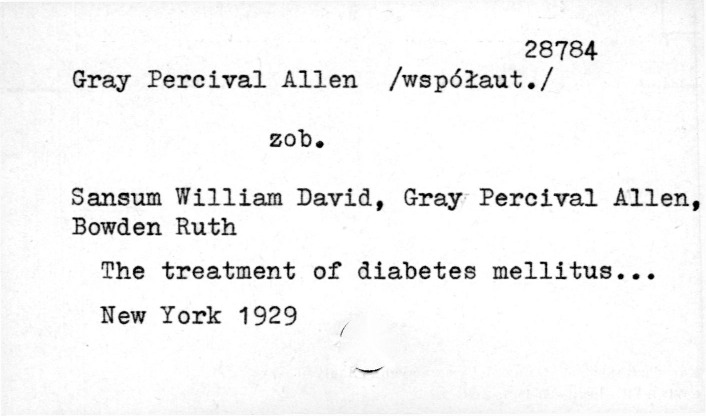 28784
Gray Percival Allen /współaut./
zob.
Sansum William David, Gray Percival Allen,
Bowden Ruth
The treatment of diabetes mellitus...
New York 1929